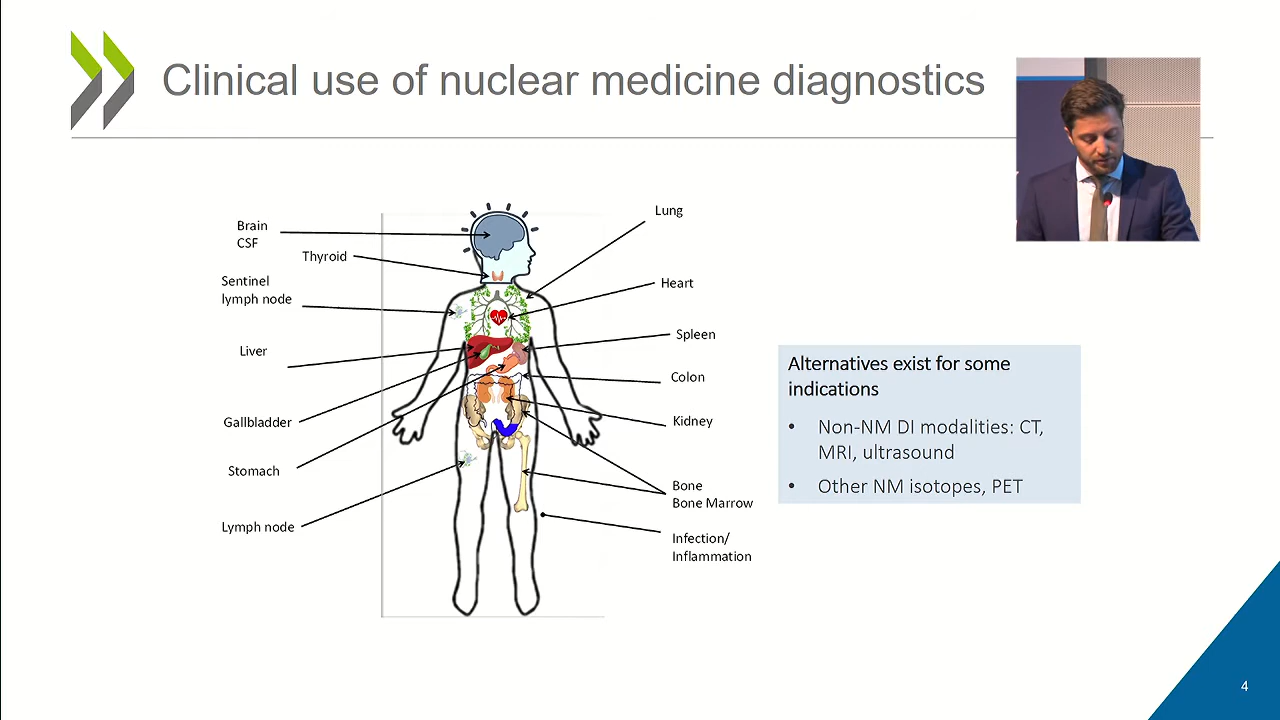 Clinical use of nuclear medicine diagnostics
Brain
CSF
Thyroid
Sentinel
lymph node
Liver
Gallbladder
Stomach
Lymph node
Lung
Heart
Spleen
Colon
Kidney
Bone
Bone Marrow
Infection/
Inflammation
Alternatives exist for some
indications
• Non-NM DI modalities: CT,
MRI, ultrasound
• Other NM isotopes, PET
4